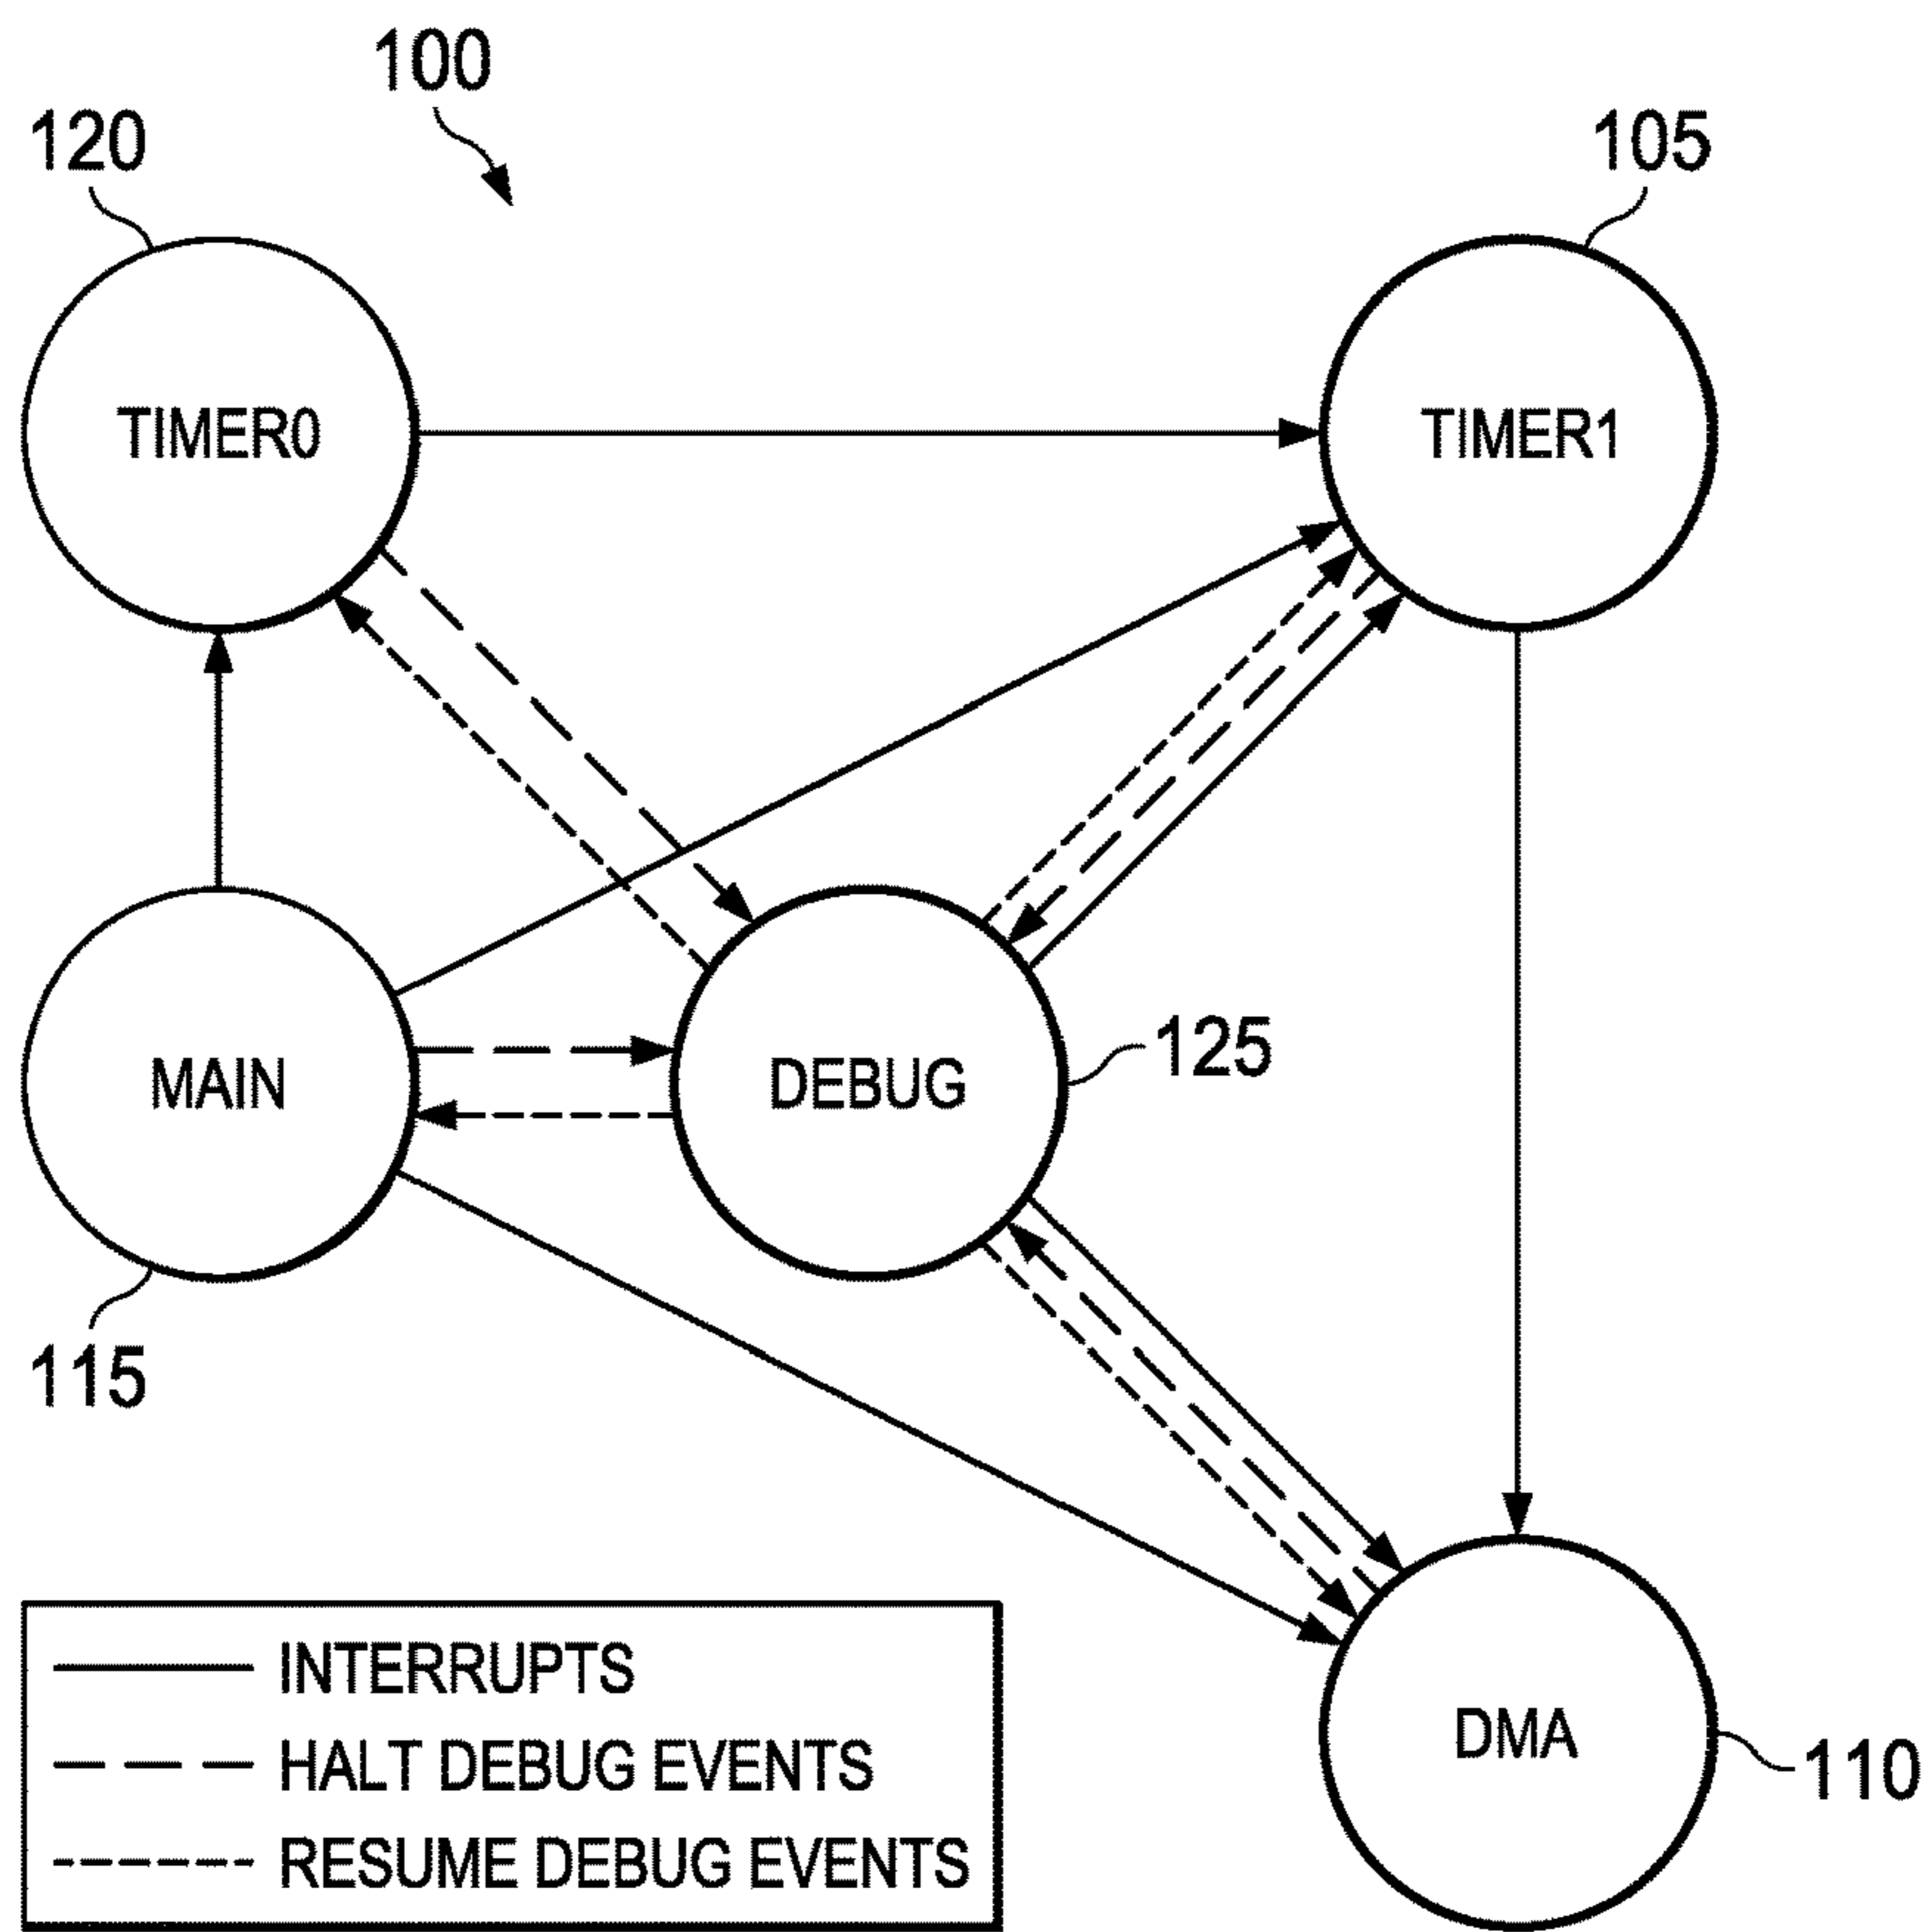 100
120
105
TIMER0
TIMER1
MAIN
DEBUG
125
115
DMA
110
INTERRUPTS
HALT DEBUG EVENTS
RESUME DEBUG EVENTS